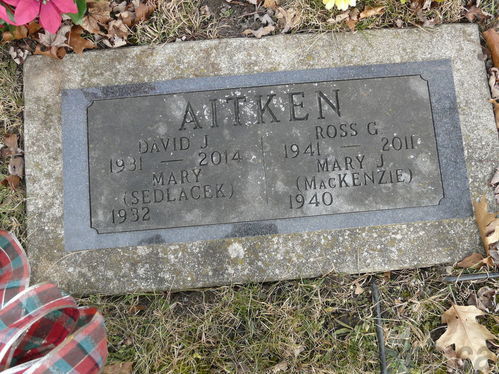 AITKEN
DAVID J.
1931 — 2014
MARY
(SEDLACEK)
1932
ROSS G.
1941 — 2011
MARY J.
(MacKENZIE)
1940